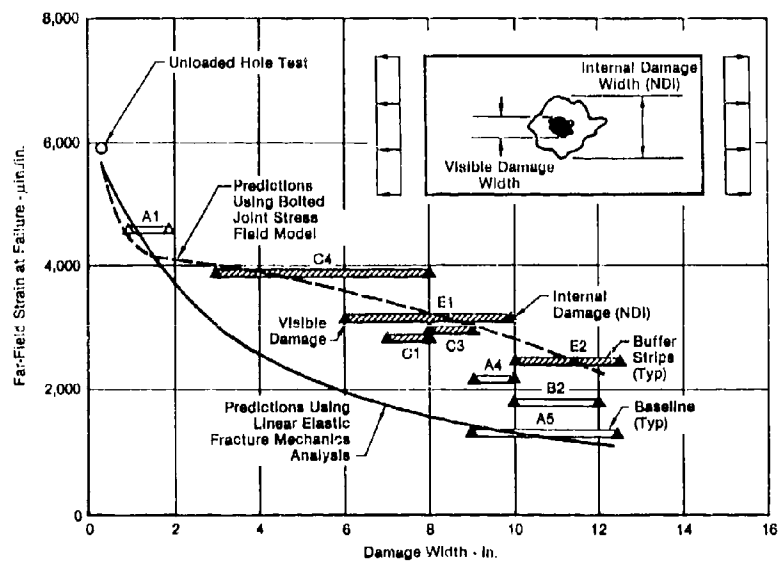 8,000
6,000
4,000
2,000
0
Far-Field Strain at Failure - µin./in.
0
2
4
6
8
10
12
14
16
Damage Width - In.
Unloaded Hole Test
Internal Damage
Width (NDI)
Visible Damage
Width
Predictions
Using Bolted
Joint Stress
Field Model
A1
C4
E1
Internal
Damage (NDI)
Visible
Damage
C1
C3
A4
E2
Buffer
Strips
(Typ)
B2
A5
Baseline
(Typ)
Predictions Using
Linear Elastic
Fracture Mechanics
Analysis